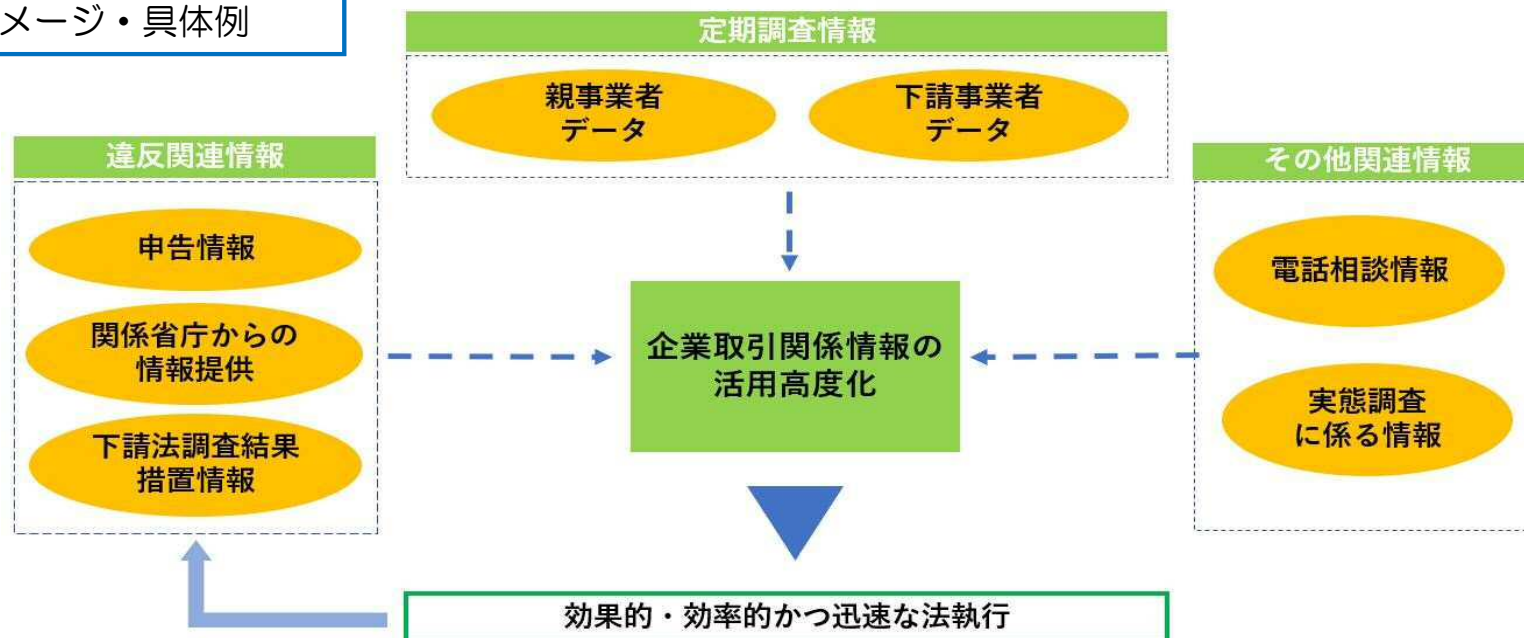 メージ・具体例
定期調査情報
親事業者
データ
下請事業者
データ
違反関連情報
申告情報
関係省庁からの
情報提供
下請法調査結果
措置情報
その他関連情報
電話相談情報
実態調査
に係る情報
企業取引関係情報の
活用高度化
効果的・効率的かつ迅速な法執行